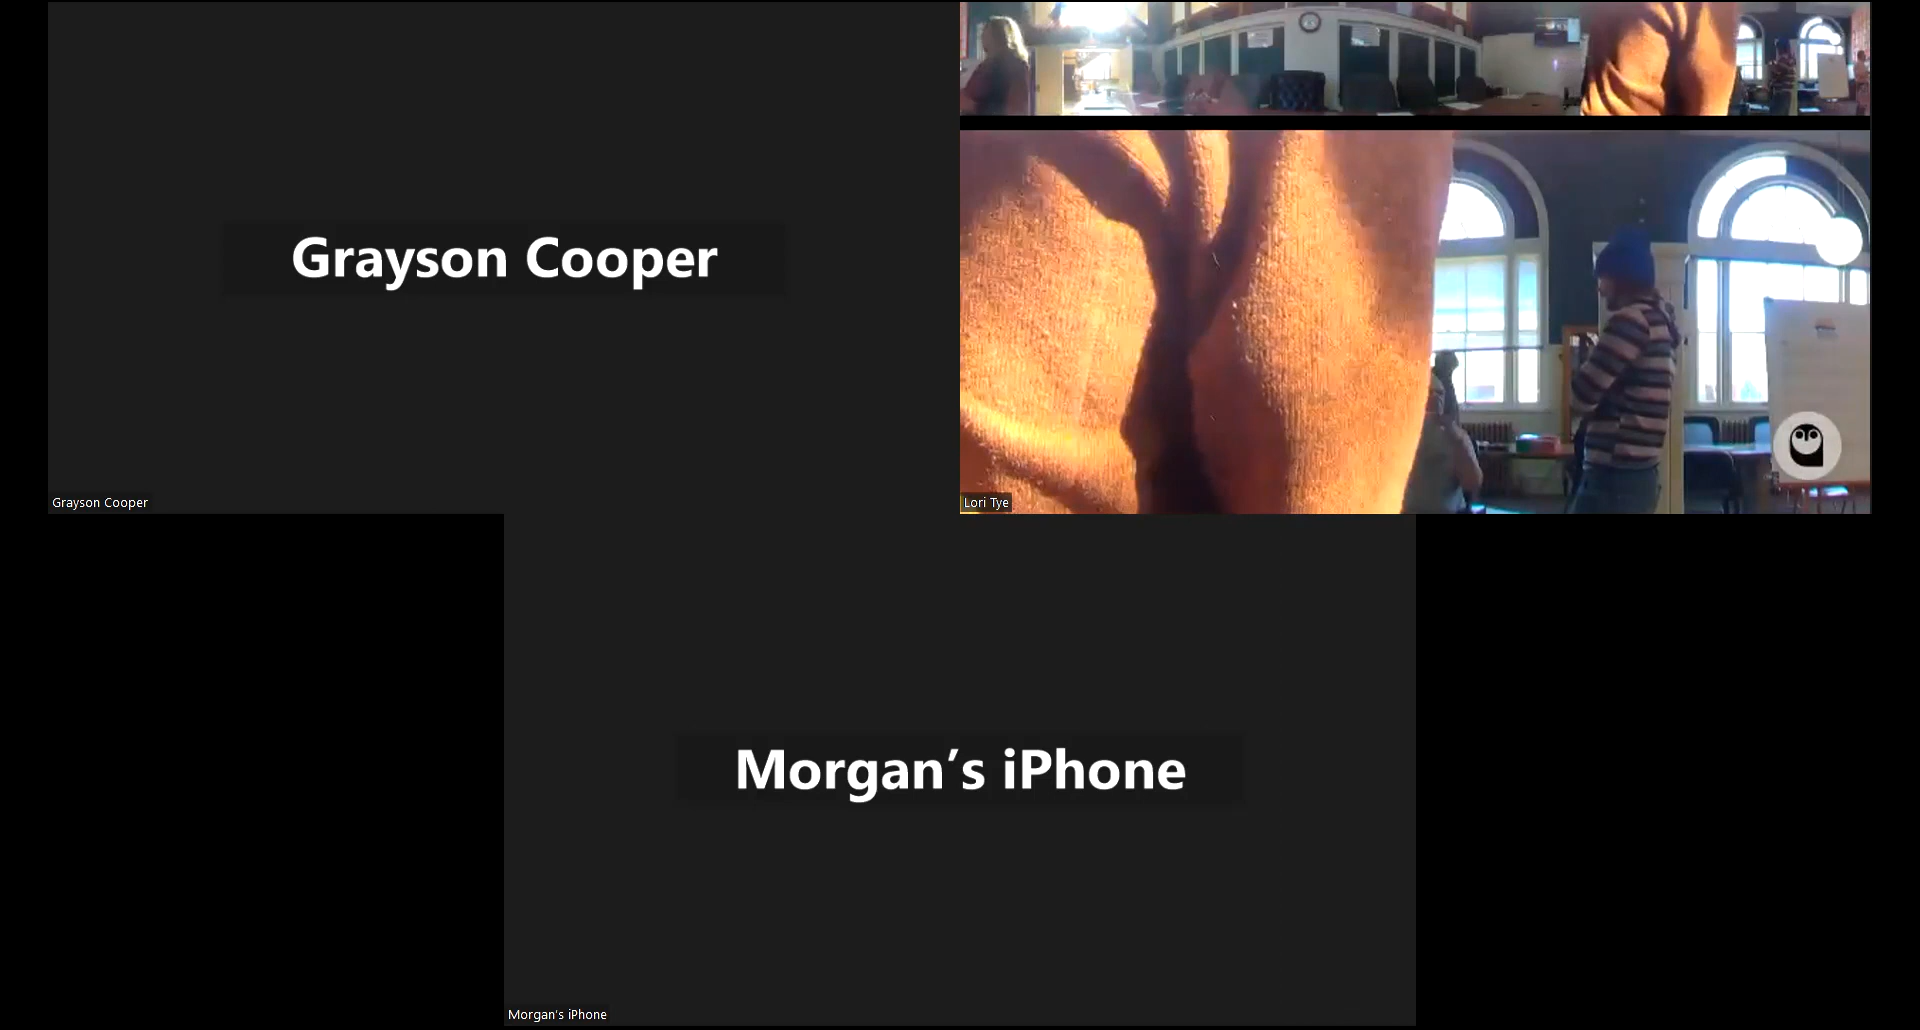 Grayson Cooper
Grayson Cooper
Lori Tye
Morgan’s iPhone
Morgan's iPhone